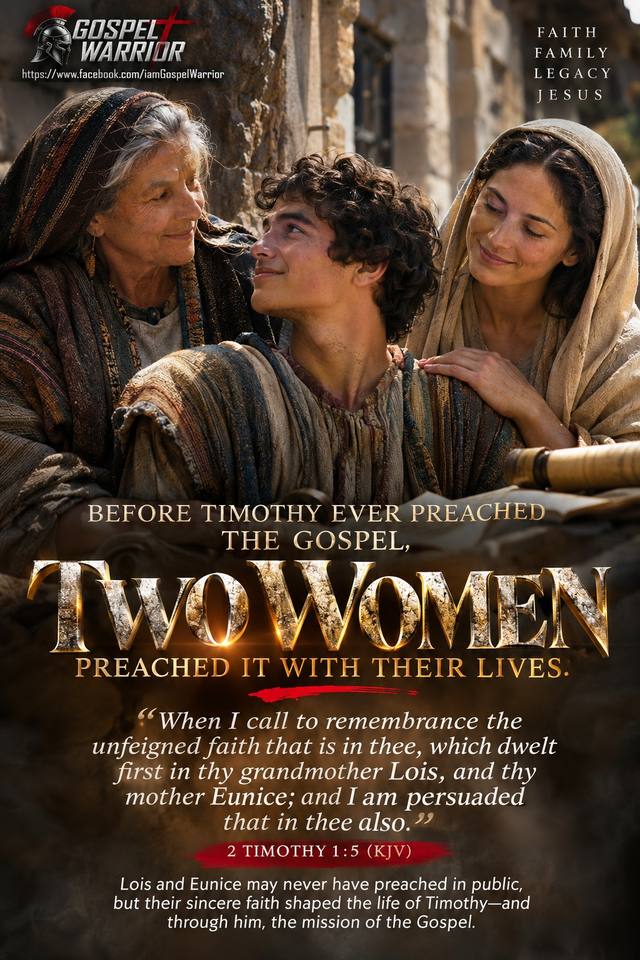 GOSPEL
WARRIOR
https://www.facebook.com/iamGospelWarrior
FAITH
FAMILY
LEGACY
JESUS
BEFORE TIMOTHY EVER PREACHED
THE GOSPEL,
TWO WOMEN
PREACHED IT WITH THEIR LIVES.
“When I call to remembrance the
unfeigned faith that is in thee, which dwelt
first in thy grandmother Lois, and thy
mother Eunice; and I am persuaded
that in thee also.”
2 TIMOTHY 1:5 (KJV)
Lois and Eunice may never have preached in public,
but their sincere faith shaped the life of Timothy—and
through him, the mission of the Gospel.